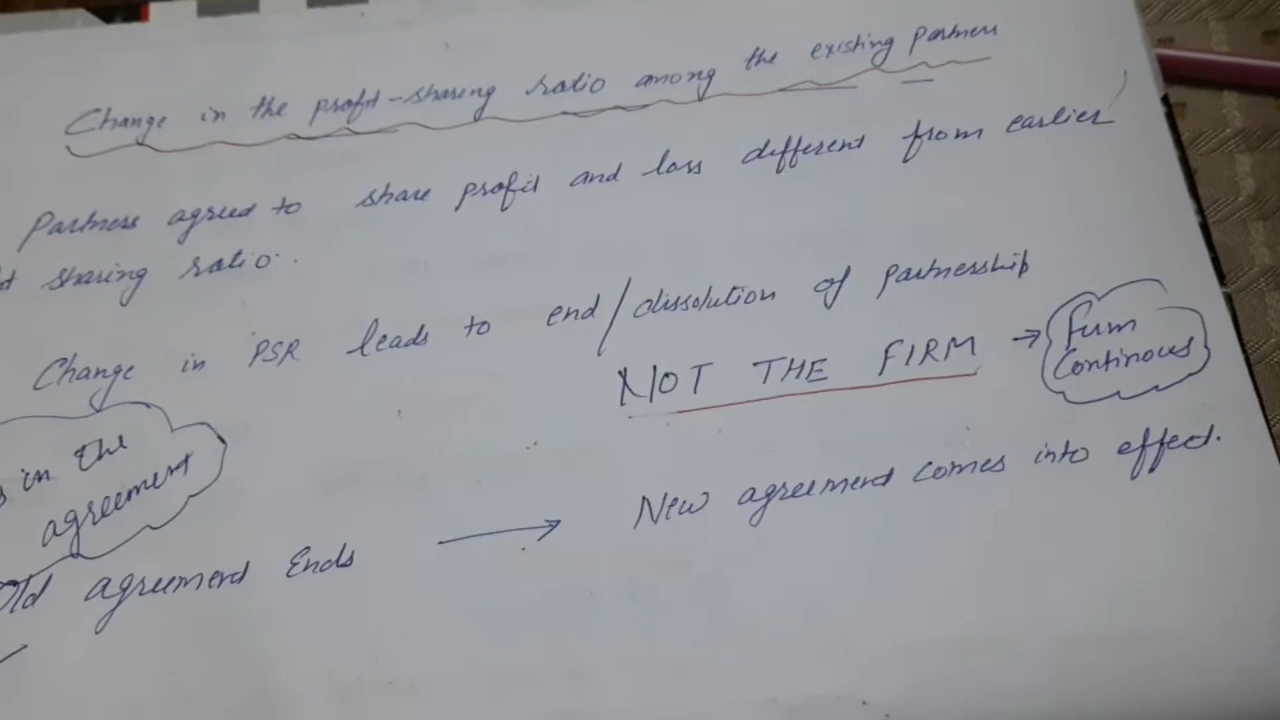 Change in the profit-sharing ratio among the existing partners
Partners agreed to share profit and loss different from earlier
sharing ratio.
Change in PSR leads to end/dissolution of partnership
NOT THE FIRM → Firm
Continous
in the
agreement
Old agreement Ends → New agreement comes into effect.